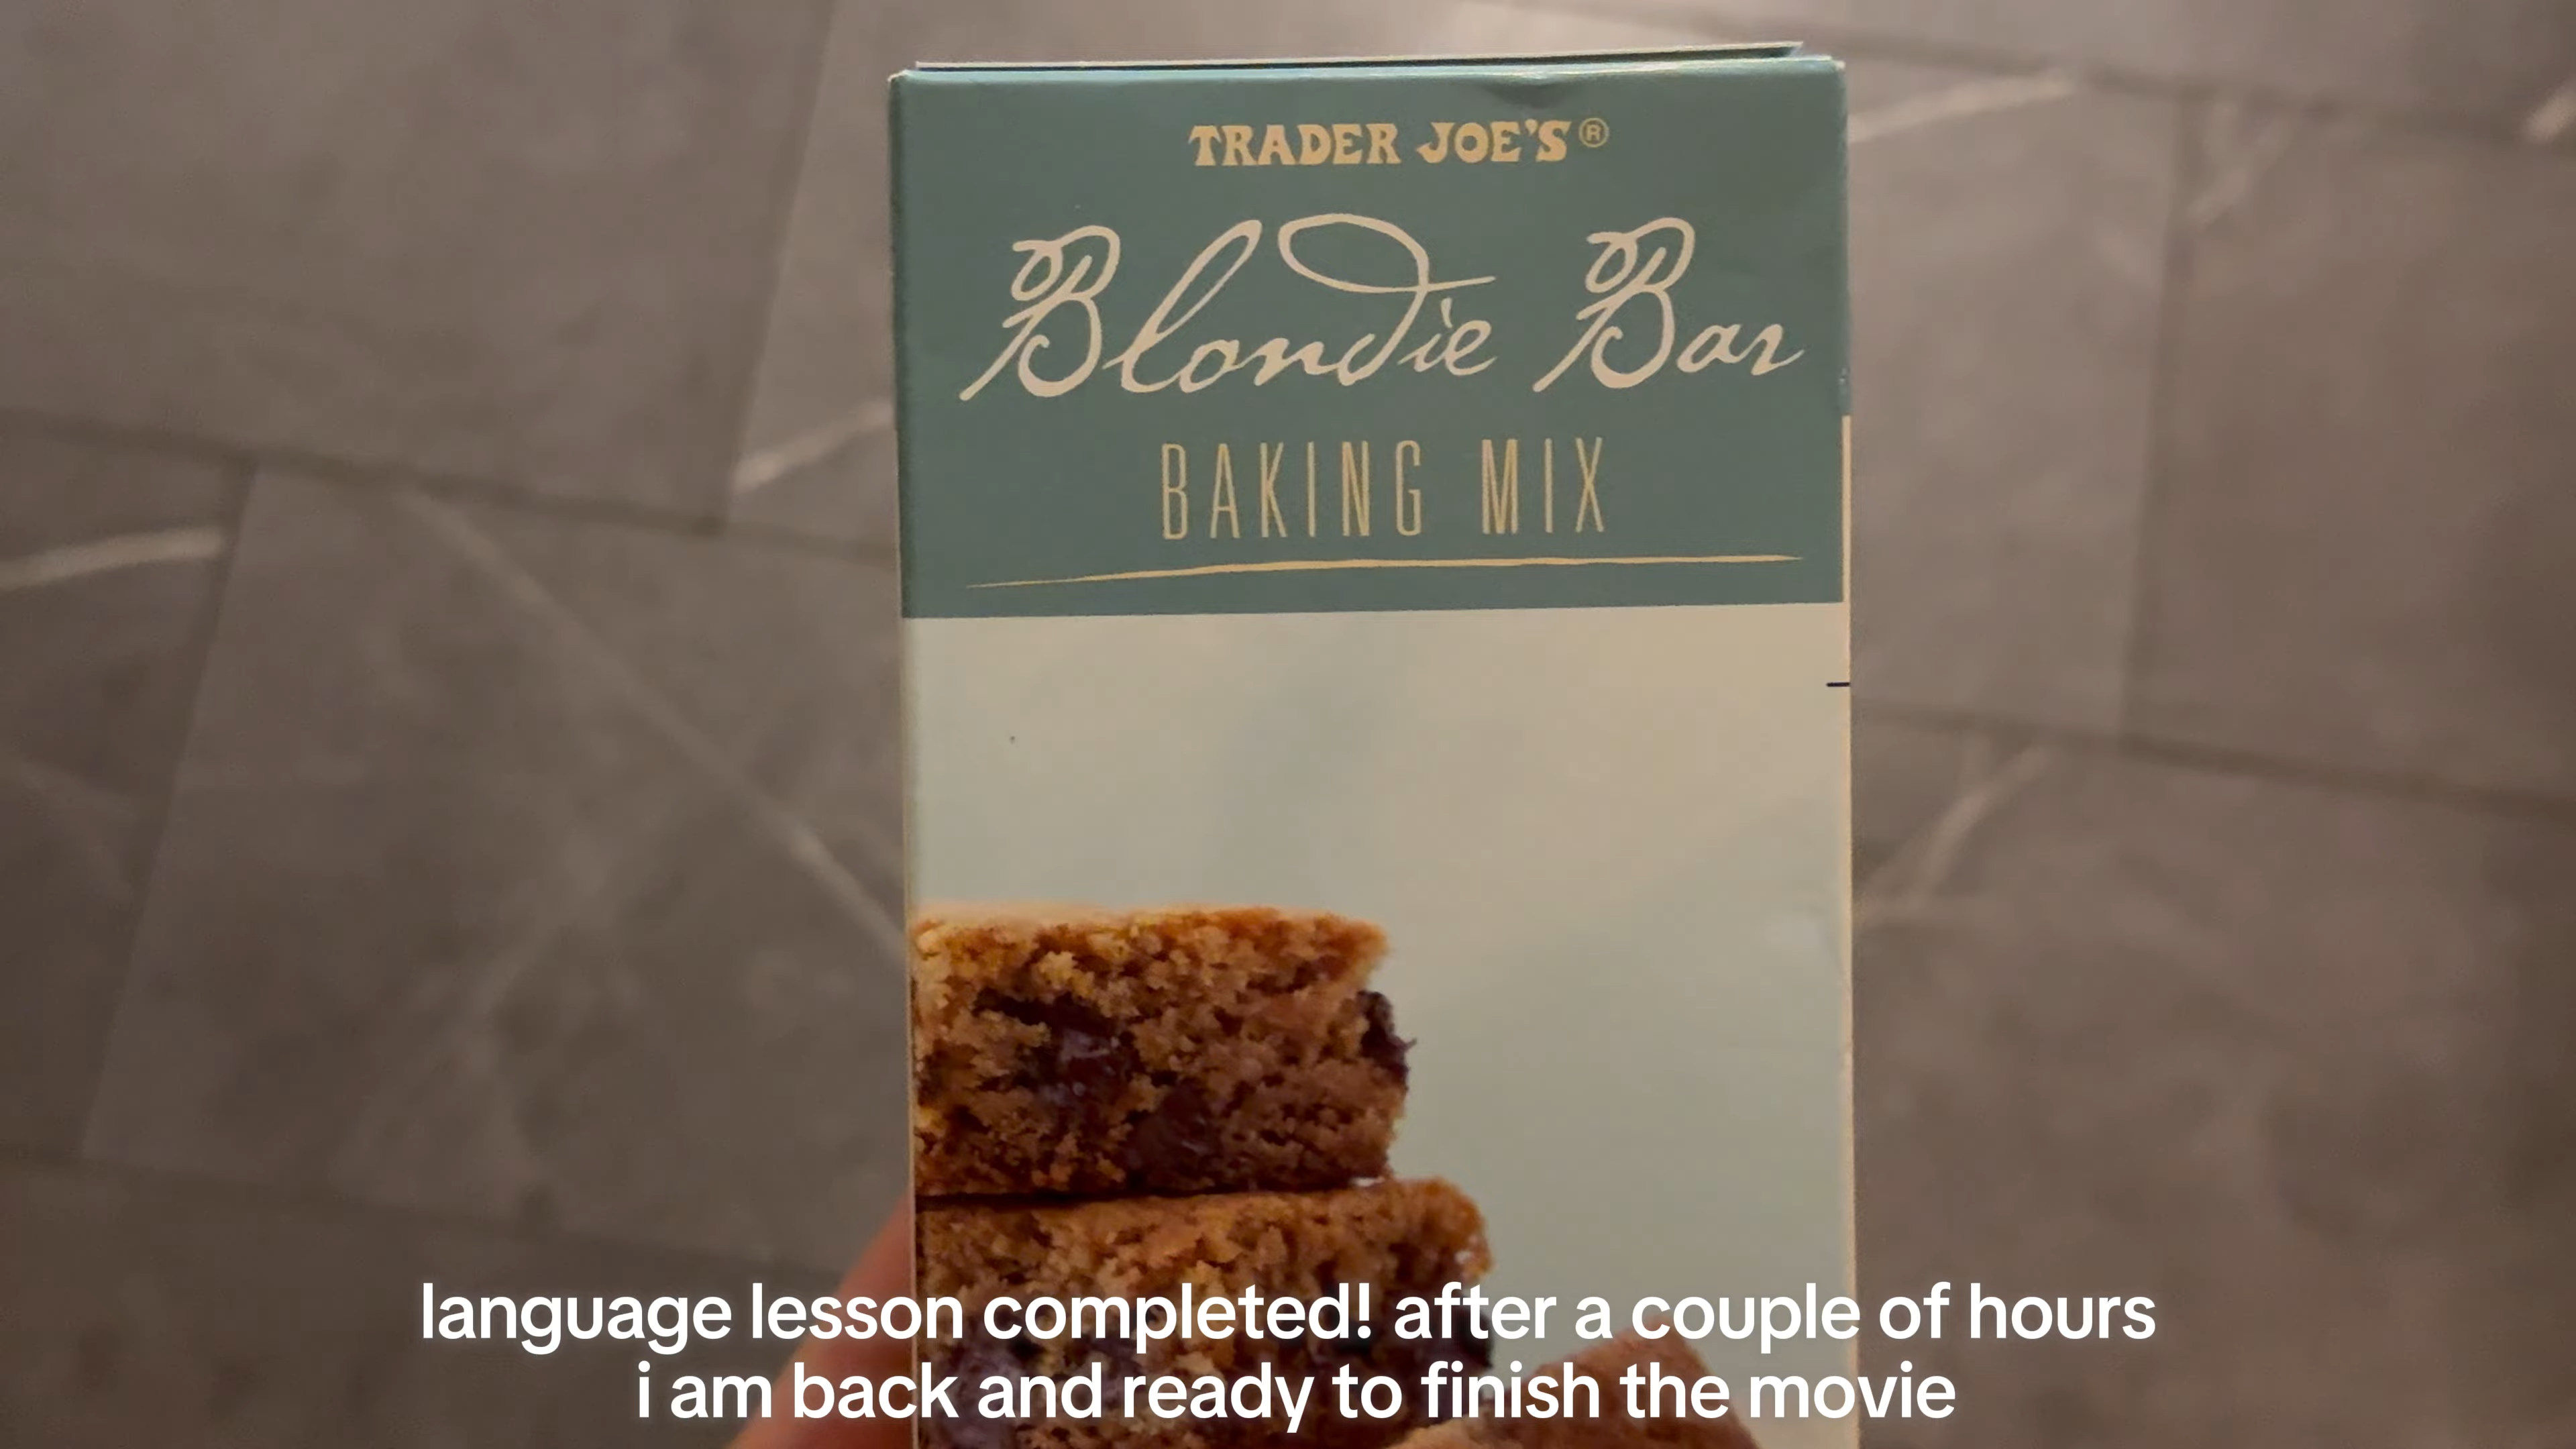 TRADER JOE'S®
Blondie Bar
BAKING MIX
language lesson completed! after a couple of hours
i am back and ready to finish the movie